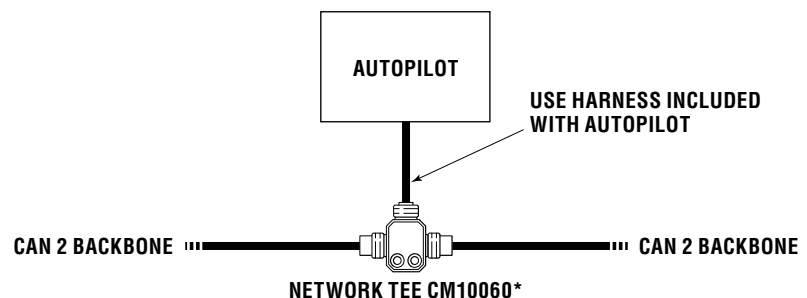 AUTOPILOT
USE HARNESS INCLUDED
WITH AUTOPILOT
CAN 2 BACKBONE
CAN 2 BACKBONE
NETWORK TEE CM10060*